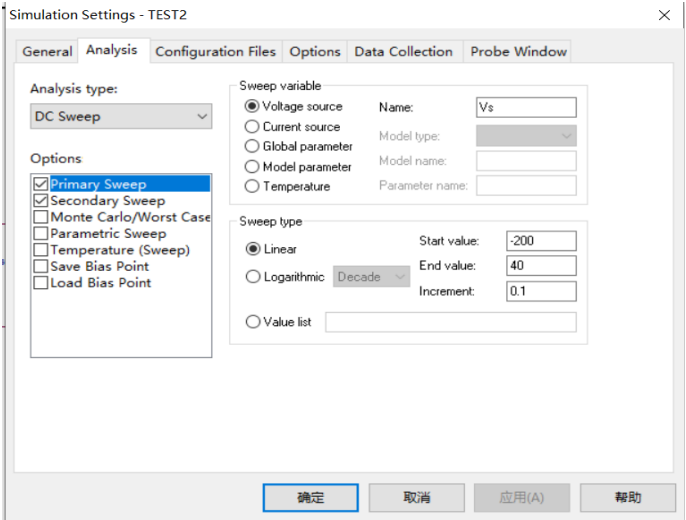 Simulation Settings - TEST2
General Analysis Configuration Files Options Data Collection Probe Window
Analysis type:
DC Sweep
Options
Primary Sweep
Secondary Sweep
Monte Carlo/Worst Case
Parametric Sweep
Temperature (Sweep)
Save Bias Point
Load Bias Point
Sweep variable
Voltage source
Current source
Global parameter
Model parameter
Temperature
Name: Vs
Model type:
Model name:
Parameter name:
Sweep type
Linear
Logarithmic Decade
Value list
Start value: -200
End value: 40
Increment: 0.1
确定 取消 应用(A) 帮助